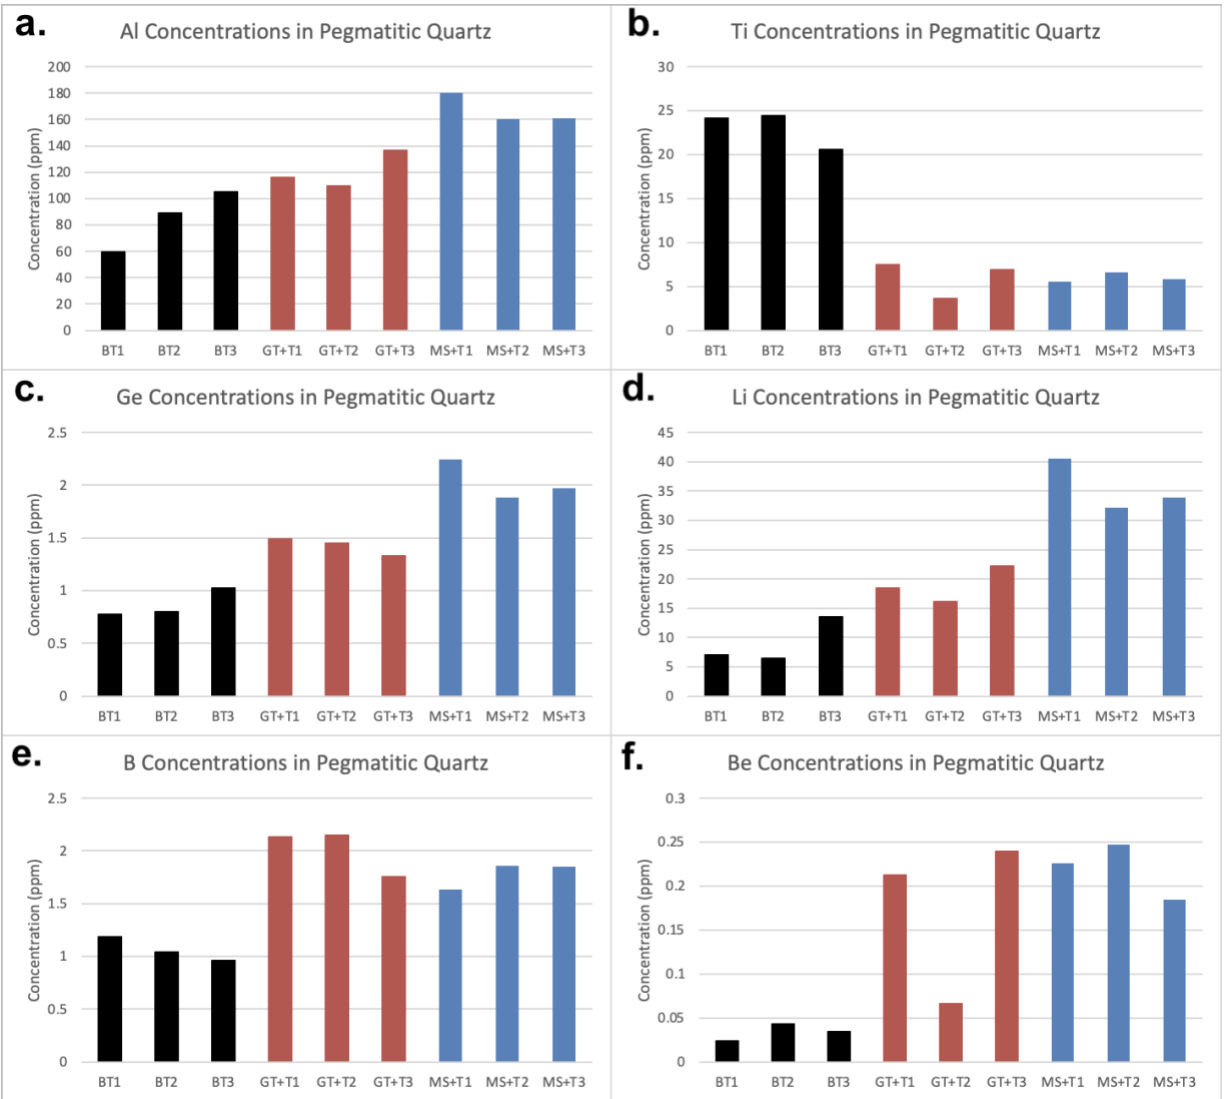 a.
Al Concentrations in Pegmatitic Quartz
Concentration (ppm)
200
180
160
140
120
100
80
60
40
20
0
BT1 BT2 BT3 GT+T1 GT+T2 GT+T3 MS+T1 MS+T2 MS+T3
b.
Ti Concentrations in Pegmatitic Quartz
Concentration (ppm)
30
25
20
15
10
5
0
BT1 BT2 BT3 GT+T1 GT+T2 GT+T3 MS+T1 MS+T2 MS+T3
c.
Ge Concentrations in Pegmatitic Quartz
Concentration (ppm)
2.5
2
1.5
1
0.5
0
BT1 BT2 BT3 GT+T1 GT+T2 GT+T3 MS+T1 MS+T2 MS+T3
d.
Li Concentrations in Pegmatitic Quartz
Concentration (ppm)
45
40
35
30
25
20
15
10
5
0
BT1 BT2 BT3 GT+T1 GT+T2 GT+T3 MS+T1 MS+T2 MS+T3
e.
B Concentrations in Pegmatitic Quartz
Concentration (ppm)
2.5
2
1.5
1
0.5
0
BT1 BT2 BT3 GT+T1 GT+T2 GT+T3 MS+T1 MS+T2 MS+T3
f.
Be Concentrations in Pegmatitic Quartz
Concentration (ppm)
0.3
0.25
0.2
0.15
0.1
0.05
0
BT1 BT2 BT3 GT+T1 GT+T2 GT+T3 MS+T1 MS+T2 MS+T3